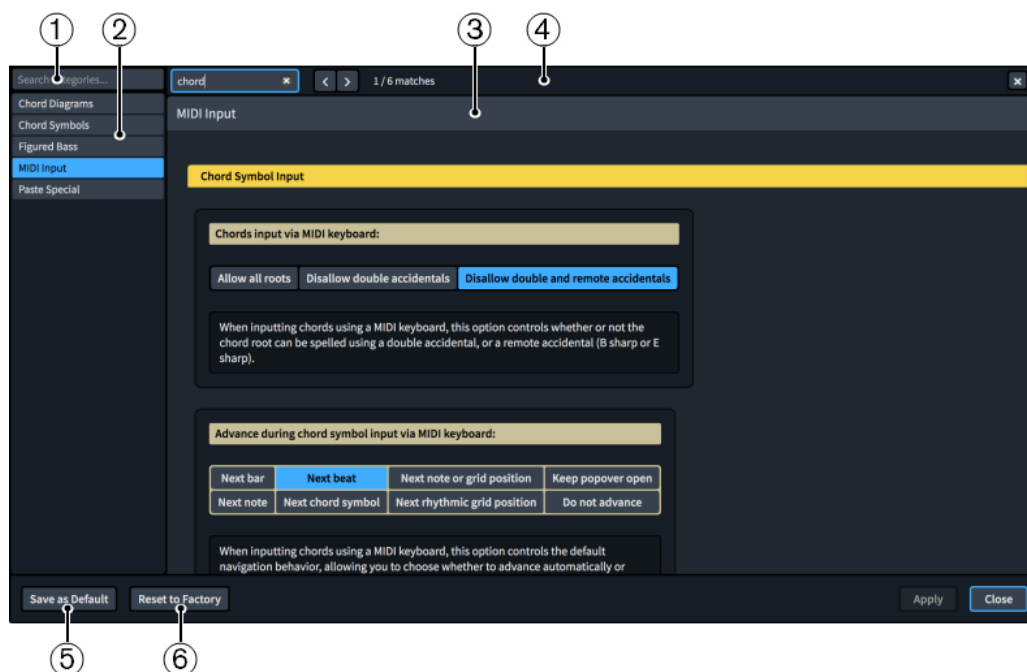 ① ② ③ ④
Search categories...
chord
1 / 6 matches
Chord Diagrams
Chord Symbols
Figured Bass
MIDI Input
Paste Special
MIDI Input
Chord Symbol Input
Chords input via MIDI keyboard:
Allow all roots Disallow double accidentals Disallow double and remote accidentals
When inputting chords using a MIDI keyboard, this option controls whether or not the
chord root can be spelled using a double accidental, or a remote accidental (B sharp or E
sharp).
Advance during chord symbol input via MIDI keyboard:
Next bar Next beat Next note or grid position Keep popover open
Next note Next chord symbol Next rhythmic grid position Do not advance
When inputting chords using a MIDI keyboard, this option controls the default
navigation behavior, allowing you to choose whether to advance automatically or
Save as Default Reset to Factory Apply Close
⑤ ⑥